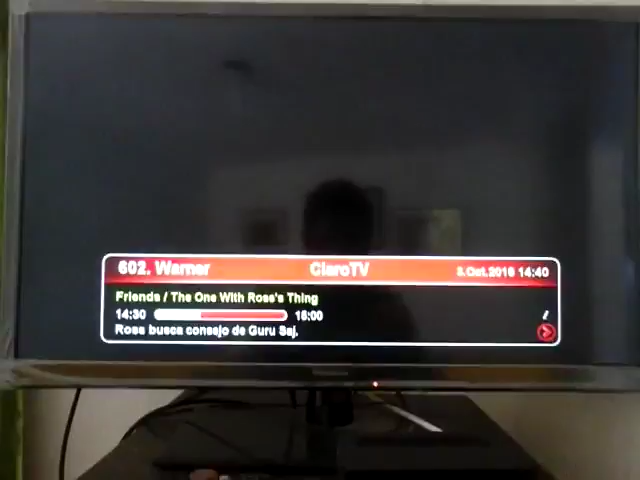 602. Warner ClaroTV 3.Oct.2016 14:40
Friends / The One With Ross's Thing
14:30 15:00
Ross busca consejo de Guru Saj.